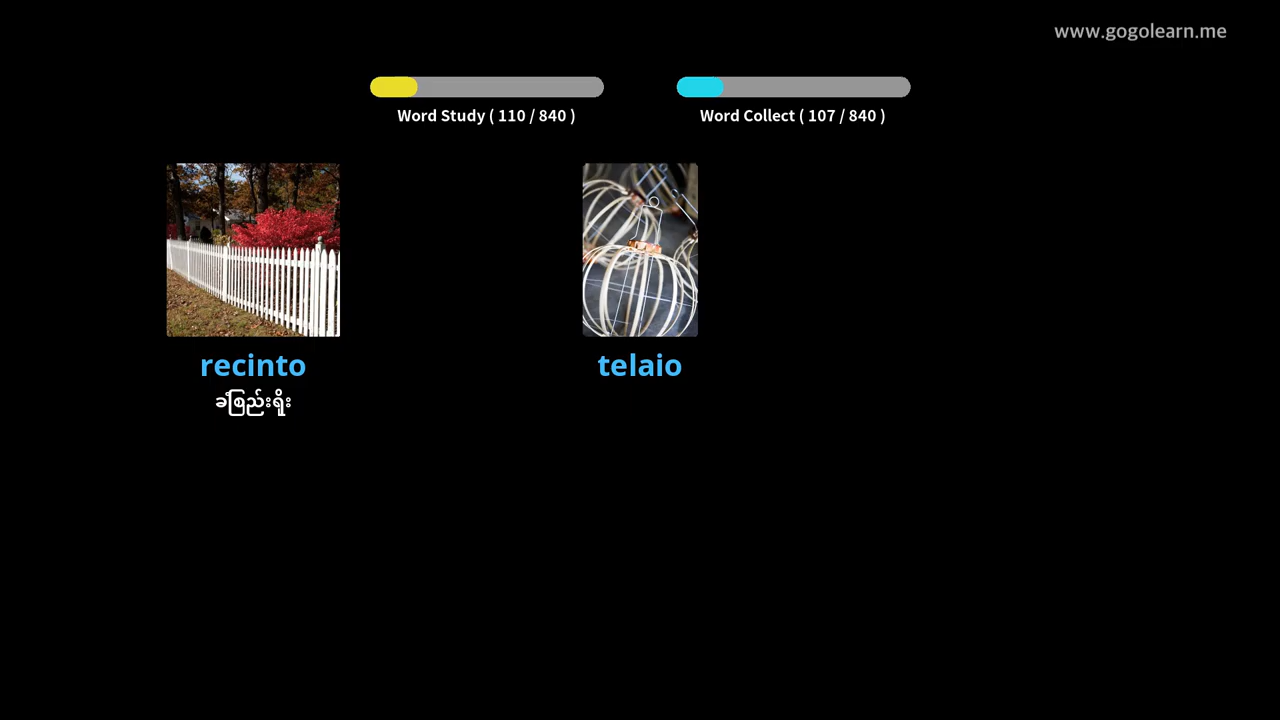 www.gogolearn.me
Word Study ( 110 / 840 )
Word Collect ( 107 / 840 )
recinto
ခံစြည်းရိုး
telaio